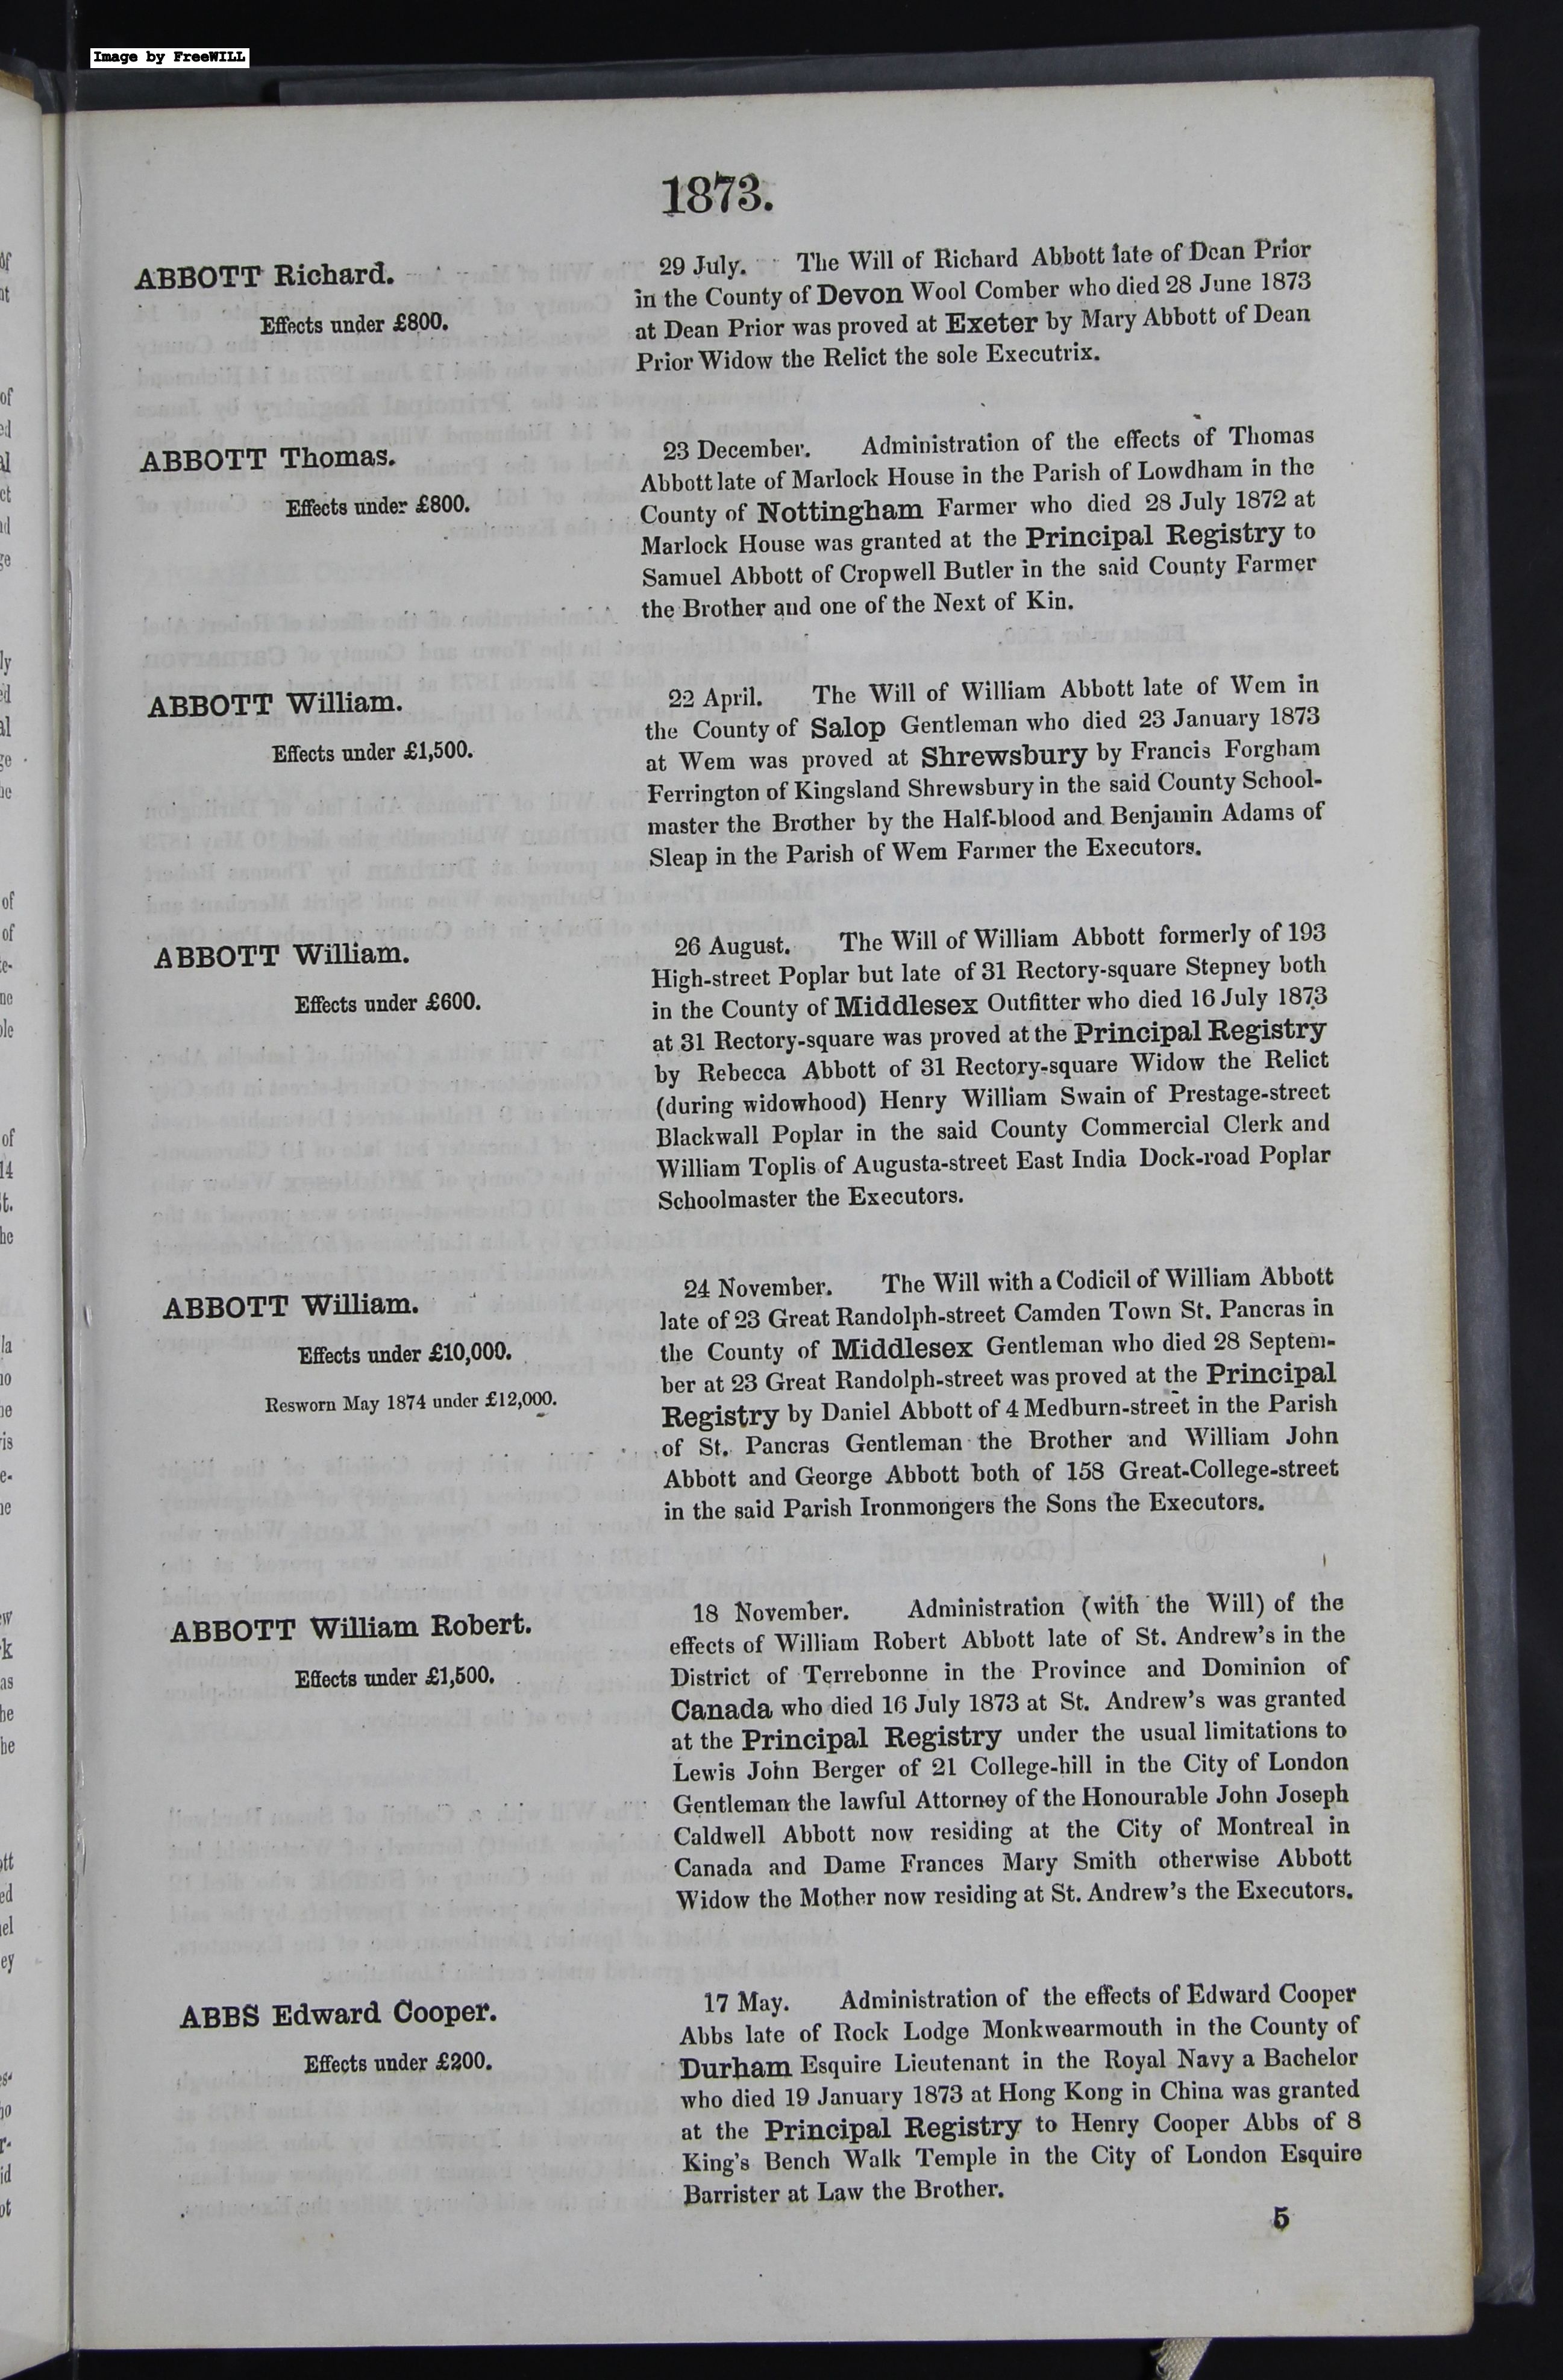 Image by FreeWILL
1873.
ABBOTT Richard.
Effects under £800.
29 July. The Will of Richard Abbott late of Dean Prior
in the County of Devon Wool Comber who died 28 June 1873
at Dean Prior was proved at Exeter by Mary Abbott of Dean
Prior Widow the Relict the sole Executrix.
ABBOTT Thomas.
Effects under £800.
23 December. Administration of the effects of Thomas
Abbott late of Marlock House in the Parish of Lowdham in the
County of Nottingham Farmer who died 28 July 1872 at
Marlock House was granted at the Principal Registry to
Samuel Abbott of Cropwell Butler in the said County Farmer
the Brother and one of the Next of Kin.
ABBOTT William.
Effects under £1,500.
22 April. The Will of William Abbott late of Wem in
the County of Salop Gentleman who died 23 January 1873
at Wem was proved at Shrewsbury by Francis Forgham
Ferrington of Kingsland Shrewsbury in the said County School-
master the Brother by the Half-blood and Benjamin Adams of
Sleap in the Parish of Wem Farmer the Executors.
ABBOTT William.
Effects under £600.
26 August. The Will of William Abbott formerly of 193
High-street Poplar but late of 31 Rectory-square Stepney both
in the County of Middlesex Outfitter who died 16 July 1873
at 31 Rectory-square was proved at the Principal Registry
by Rebecca Abbott of 31 Rectory-square Widow the Relict
(during widowhood) Henry William Swain of Prestage-street
Blackwall Poplar in the said County Commercial Clerk and
William Toplis of Augusta-street East India Dock-road Poplar
Schoolmaster the Executors.
ABBOTT William.
Effects under £10,000.
Resworn May 1874 under £12,000.
24 November. The Will with a Codicil of William Abbott
late of 23 Great Randolph-street Camden Town St. Pancras in
the County of Middlesex Gentleman who died 28 Septem-
ber at 23 Great Randolph-street was proved at the Principal
Registry by Daniel Abbott of 4 Medburn-street in the Parish
of St. Pancras Gentleman the Brother and William John
Abbott and George Abbott both of 158 Great-College-street
in the said Parish Ironmongers the Sons the Executors.
ABBOTT William Robert.
Effects under £1,500.
18 November. Administration (with the Will) of the
effects of William Robert Abbott late of St. Andrew's in the
District of Terrebonne in the Province and Dominion of
Canada who died 16 July 1873 at St. Andrew's was granted
at the Principal Registry under the usual limitations to
Lewis John Berger of 21 College-hill in the City of London
Gentleman the lawful Attorney of the Honourable John Joseph
Caldwell Abbott now residing at the City of Montreal in
Canada and Dame Frances Mary Smith otherwise Abbott
Widow the Mother now residing at St. Andrew's the Executors.
ABBS Edward Cooper.
Effects under £200.
17 May. Administration of the effects of Edward Cooper
Abbs late of Rock Lodge Monkwearmouth in the County of
Durham Esquire Lieutenant in the Royal Navy a Bachelor
who died 19 January 1873 at Hong Kong in China was granted
at the Principal Registry to Henry Cooper Abbs of 8
King's Bench Walk Temple in the City of London Esquire
Barrister at Law the Brother.
5